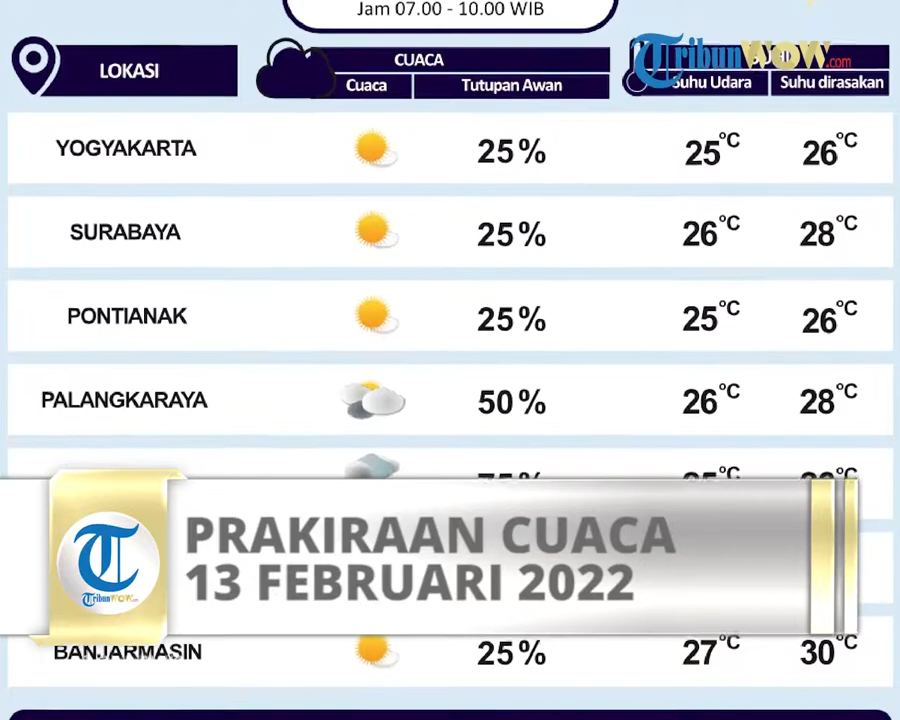 Jam 07.00 - 10.00 WIB
LOKASI
CUACA
Cuaca
Tutupan Awan
TribunWOW.com
Suhu Udara
Suhu dirasakan
YOGYAKARTA 25% 25°C 26°C
SURABAYA 25% 26°C 28°C
PONTIANAK 25% 25°C 26°C
PALANGKARAYA 50% 26°C 28°C
PRAKIRAAN CUACA
13 FEBRUARI 2022
TribunWOW.com
BANJARMASIN 25% 27°C 30°C